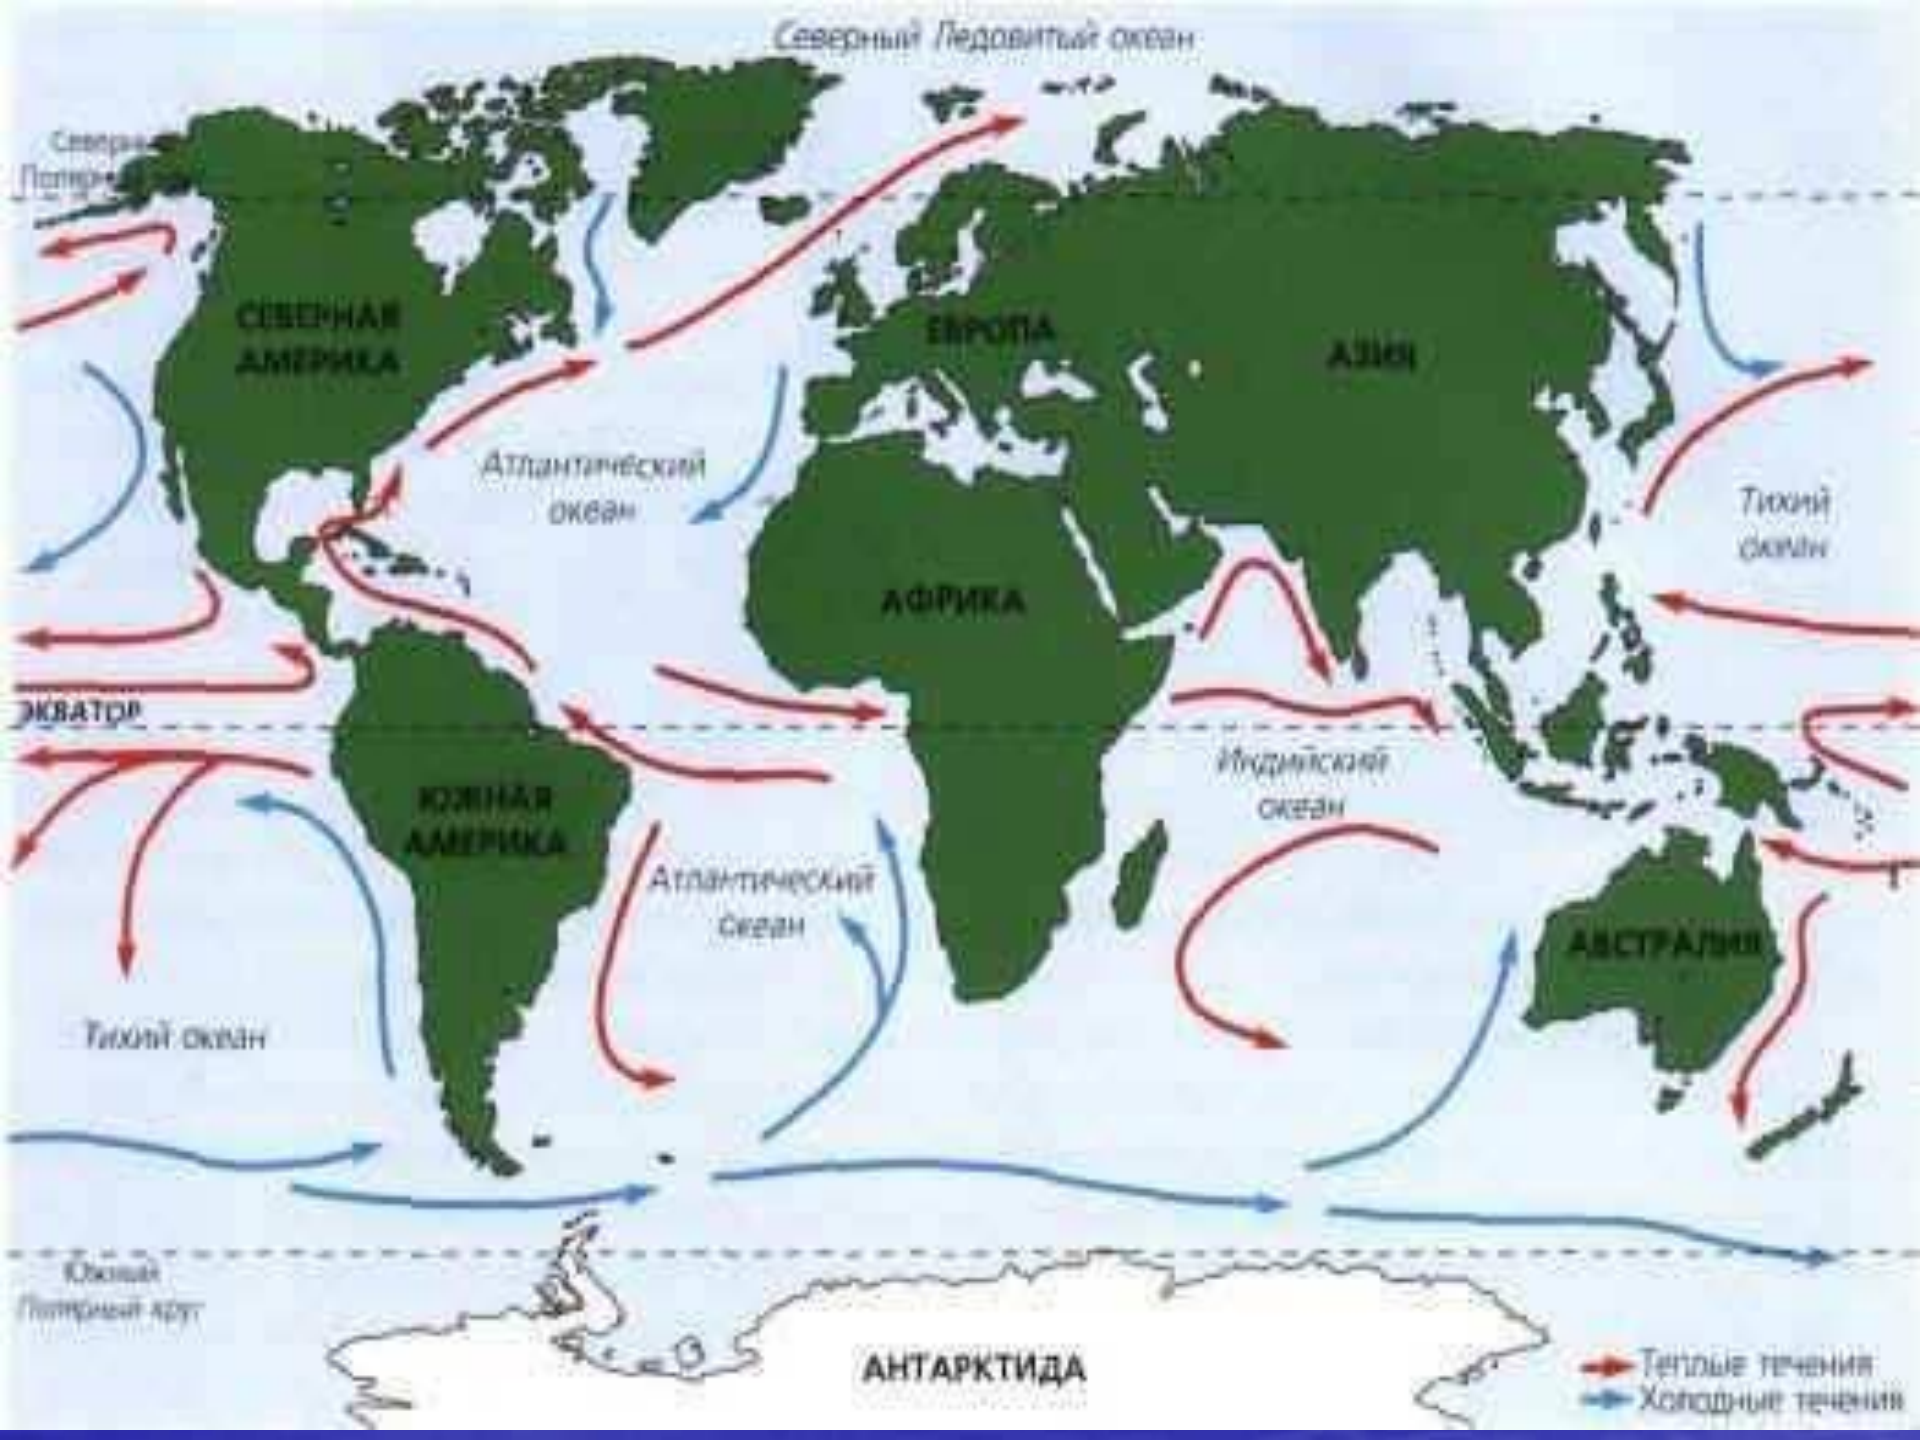 Северный Ледовитый океан
СЕВЕРНАЯ
АМЕРИКА
ЕВРОПА
АЗИЯ
Атлантический
океан
Тихий
океан
АФРИКА
ЭКВАТОР
Индийский
океан
ЮЖНАЯ
АМЕРИКА
Атлантический
океан
АВСТРАЛИЯ
Тихий океан
Южный
Полярный круг
АНТАРКТИДА
Теплые течения
Холодные течения